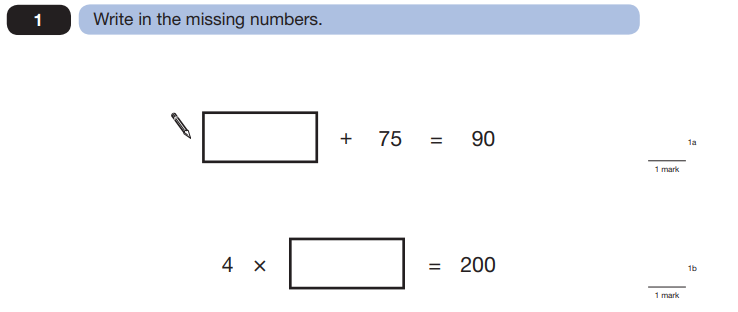 1 Write in the missing numbers.
+ 75 = 90
1a
1 mark
4 × = 200
1b
1 mark